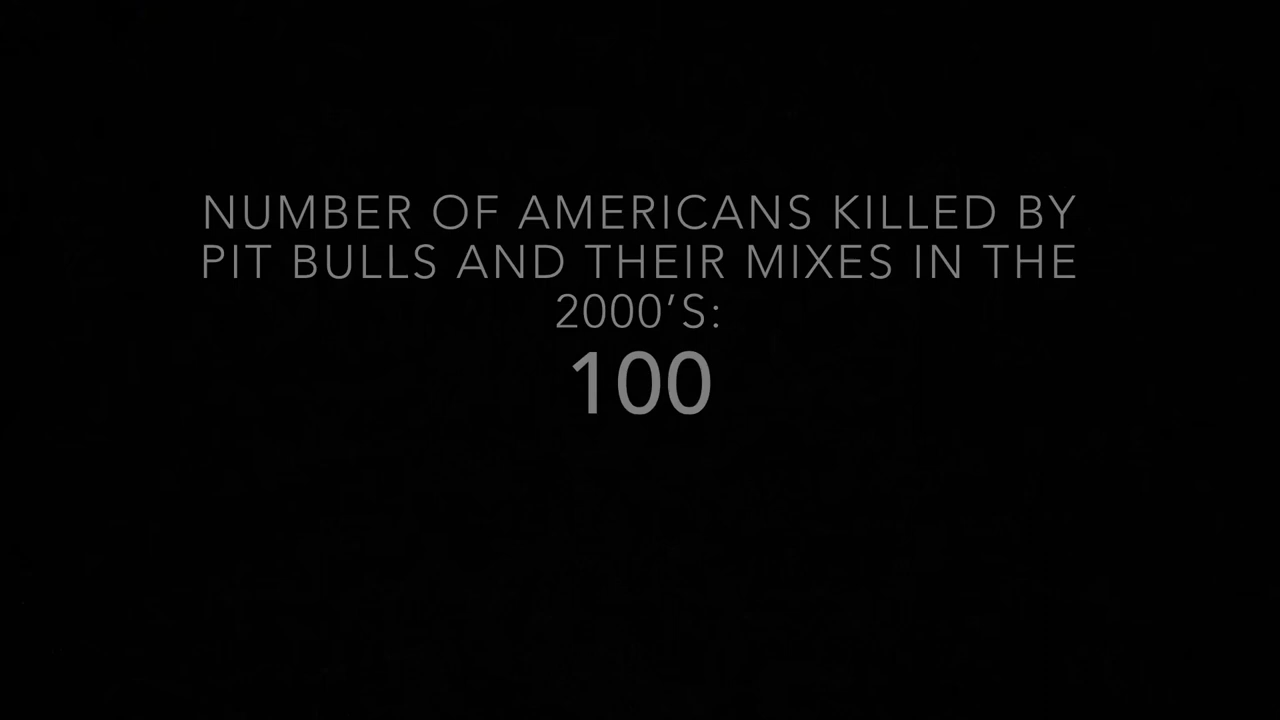 NUMBER OF AMERICANS KILLED BY
PIT BULLS AND THEIR MIXES IN THE
2000’S:
100